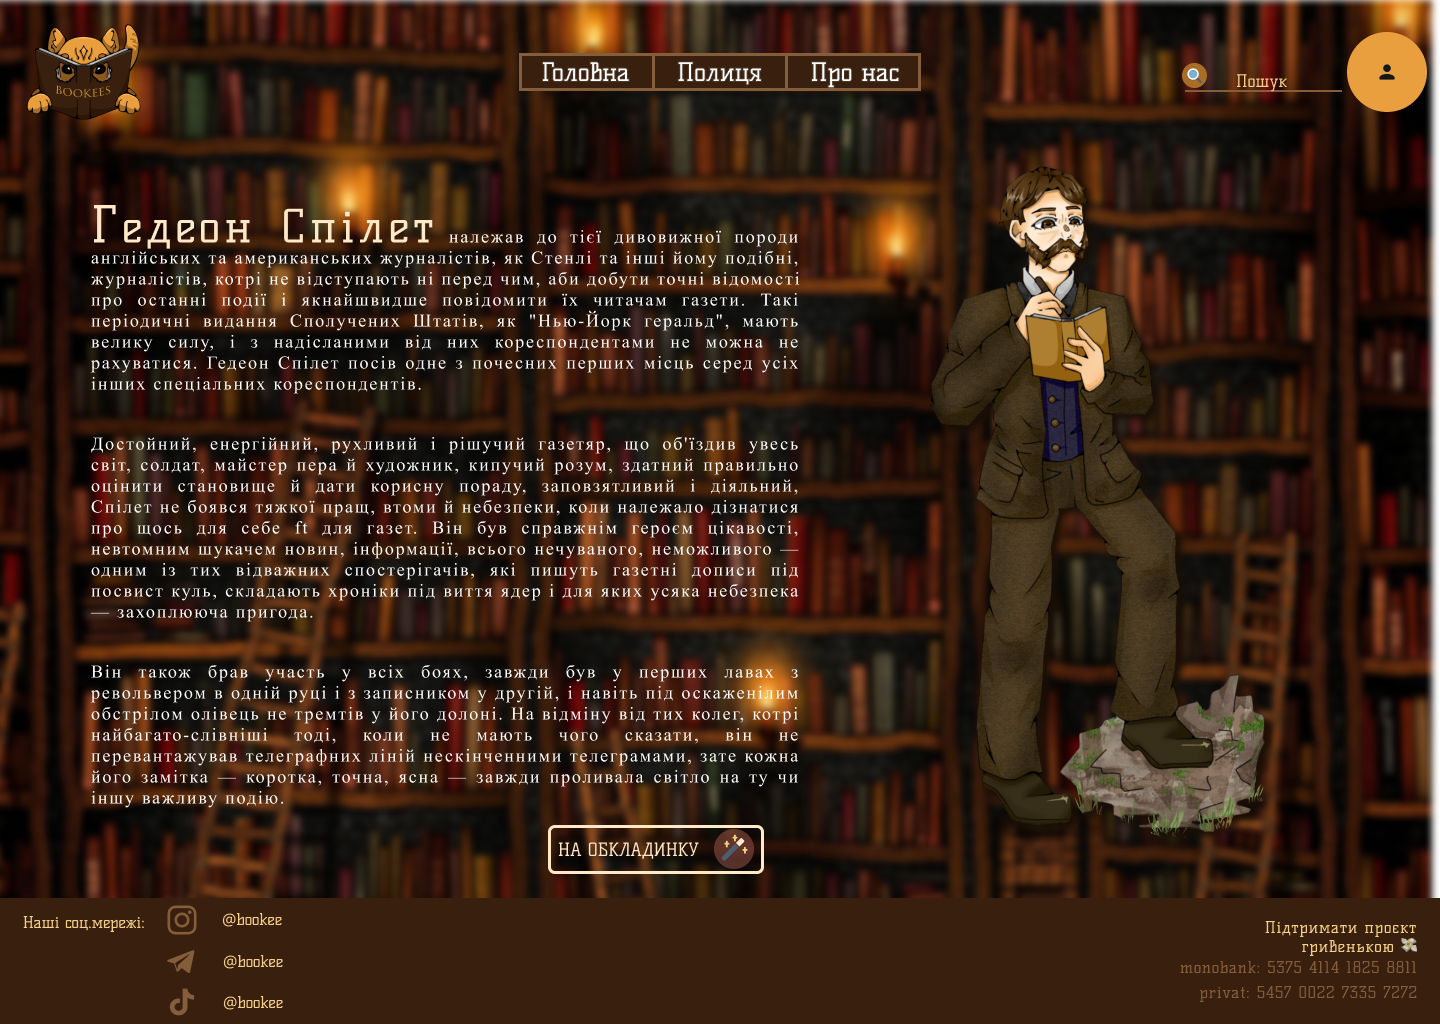 BOOKEES
Головна
Полиця
Про нас
Пошук
Гедеон Спілет належав до тієї дивовижної породи
англійських та американських журналістів, як Стенлі та інші йому подібні,
журналістів, котрі не відступають ні перед чим, аби добути точні відомості
про останні події і якнайшвидше повідомити їх читачам газети. Такі
періодичні видання Сполучених Штатів, як "Нью-Йорк геральд", мають
велику силу, і з надісланими від них кореспондентами не можна не
рахуватися. Гедеон Спілет посів одне з почесних перших місць серед усіх
інших спеціальних кореспондентів.
Достойний, енергійний, рухливий і рішучий газетяр, що об'їздив увесь
світ, солдат, майстер пера й художник, кипучий розум, здатний правильно
оцінити становище й дати корисну пораду, заповзятливий і діяльний,
Спілет не боявся тяжкої пращ, втоми й небезпеки, коли належало дізнатися
про щось для себе ft для газет. Він був справжнім героєм цікавості,
невтомним шукачем новин, інформації, всього нечуваного, неможливого —
одним із тих відважних спостерігачів, які пишуть газетні дописи під
посвист куль, складають хроніки під виття ядер і для яких усяка небезпека
— захоплююча пригода.
Він також брав участь у всіх боях, завжди був у перших лавах з
револьвером в одній руці і з записником у другій, і навіть під оскаженілим
обстрілом олівець не тремтів у його долоні. На відміну від тих колег, котрі
найбагато-слівніші тоді, коли не мають чого сказати, він не
перевантажував телеграфних ліній нескінченними телеграмами, зате кожна
його замітка — коротка, точна, ясна — завжди проливала світло на ту чи
іншу важливу подію.
НА ОБКЛАДИНКУ
Наші соц.мережі:
@bookee
@bookee
@bookee
Підтримати проєкт
гривенькою
monobank: 5375 4114 1825 8811
privat: 5457 0022 7335 7272